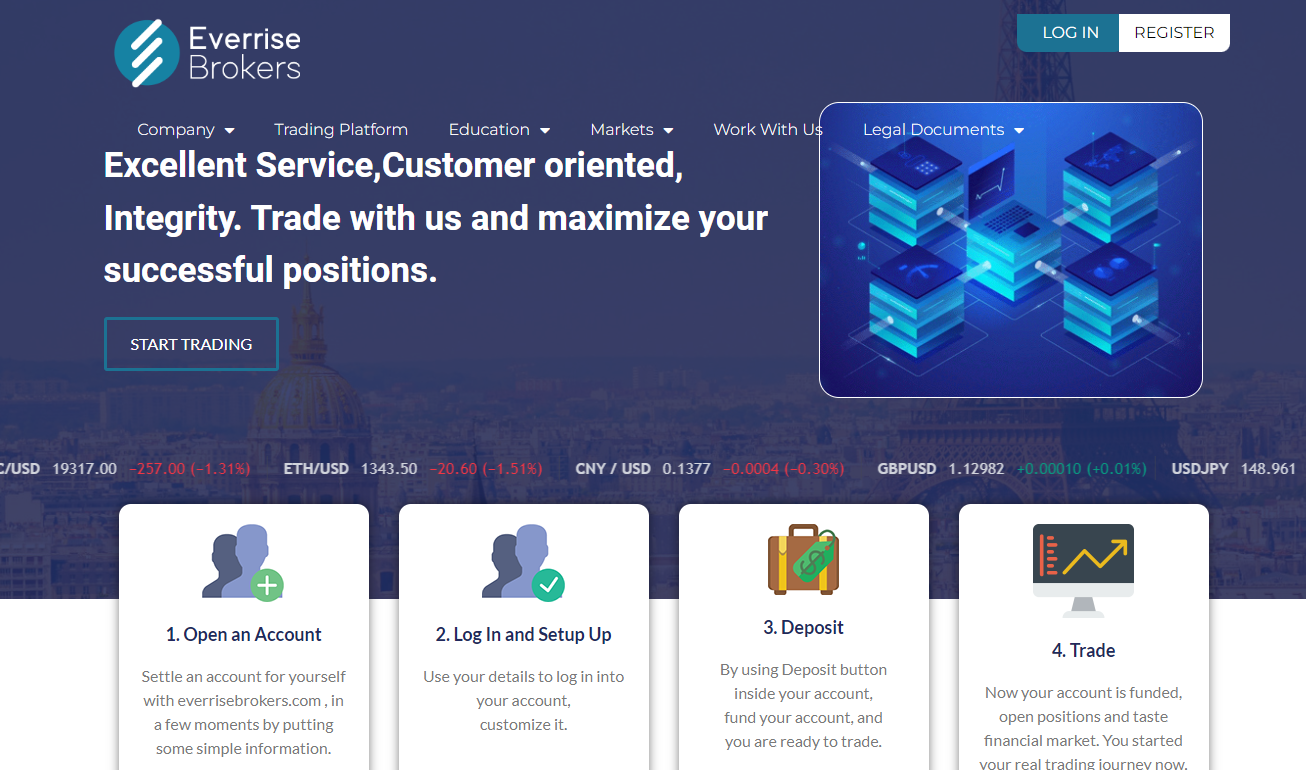 Everrise
Brokers
LOG IN
REGISTER
Company
Trading Platform
Education
Markets
Work With Us
Legal Documents
Excellent Service,Customer oriented,
Integrity. Trade with us and maximize your
successful positions.
START TRADING
C/USD 19317.00 −257.00 (−1.31%) ETH/USD 1343.50 −20.60 (−1.51%) CNY / USD 0.1377 −0.0004 (−0.30%) GBPUSD 1.12982 +0.00010 (+0.01%) USDJPY 148.961
1. Open an Account
Settle an account for yourself
with everrisebrokers.com , in
a few moments by putting
some simple information.
2. Log In and Setup Up
Use your details to log in into
your account,
customize it.
3. Deposit
By using Deposit button
inside your account,
fund your account, and
you are ready to trade.
4. Trade
Now your account is funded,
open positions and taste
financial market. You started
your real trading journey now.